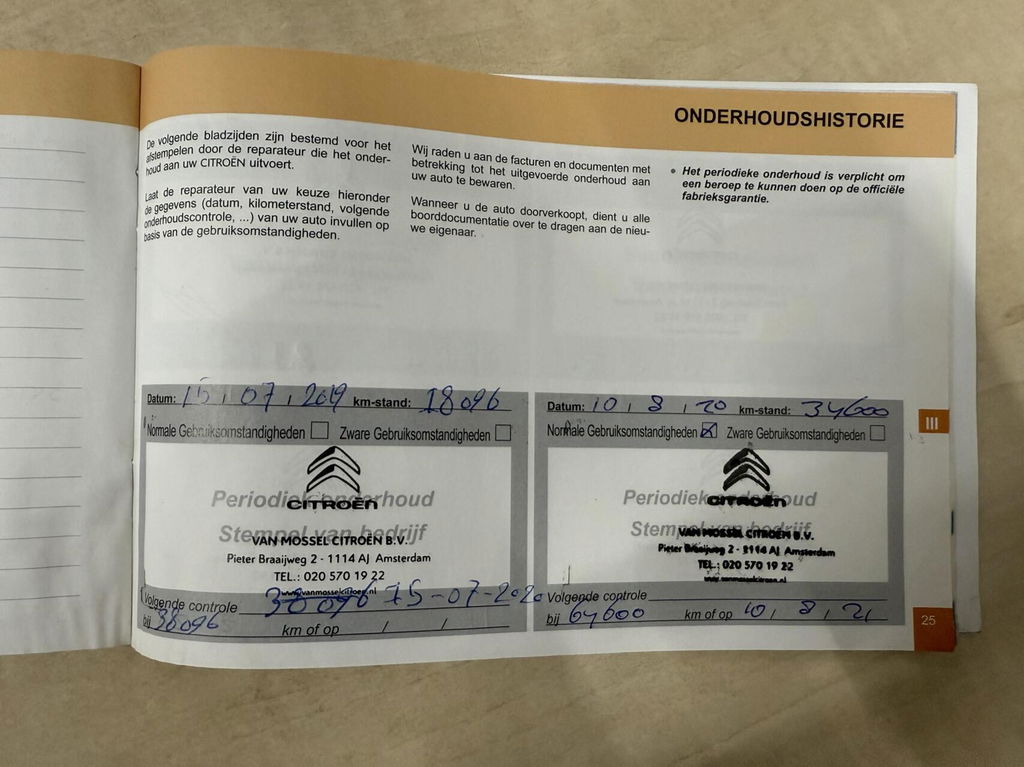 ONDERHOUDSHISTORIE
De volgende bladzijden zijn bestemd voor het
afstempelen door de reparateur die het onder-
houd aan uw CITROËN uitvoert.
Laat de reparateur van uw keuze hieronder
de gegevens (datum, kilometerstand, volgende
onderhoudscontrole, ...) van uw auto invullen op
basis van de gebruiksomstandigheden.
Wij raden u aan de facturen en documenten met
betrekking tot het uitgevoerde onderhoud aan
uw auto te bewaren.
Wanneer u de auto doorverkoopt, dient u alle
boorddocumentatie over te dragen aan de nieu-
we eigenaar.
• Het periodieke onderhoud is verplicht om
een beroep te kunnen doen op de officiële
fabrieksgarantie.
Datum: 15 / 07 / 2019 km-stand: 18096
Normale Gebruiksomstandigheden Zware Gebruiksomstandigheden
Periodiek onderhoud
CITROËN
Stempel van bedrijf
VAN MOSSEL CITROËN B.V.
Pieter Braaijweg 2 - 1114 AJ Amsterdam
TEL.: 020 570 19 22
www.vanmosselcitroen.nl
Volgende controle 38096 15-07-2020
bij 38096 km of op / /
Datum: 10 / 8 / 20 km-stand: 34600
Normale Gebruiksomstandigheden Zware Gebruiksomstandigheden
Periodiek onderhoud
CITROËN
Stempel van bedrijf
VAN MOSSEL CITROËN B.V.
Pieter Braaijweg 2 - 1114 AJ Amsterdam
TEL.: 020 570 19 22
www.vanmosselcitroen.nl
Volgende controle
bij 64600 km of op 10 / 8 / 21
III
25